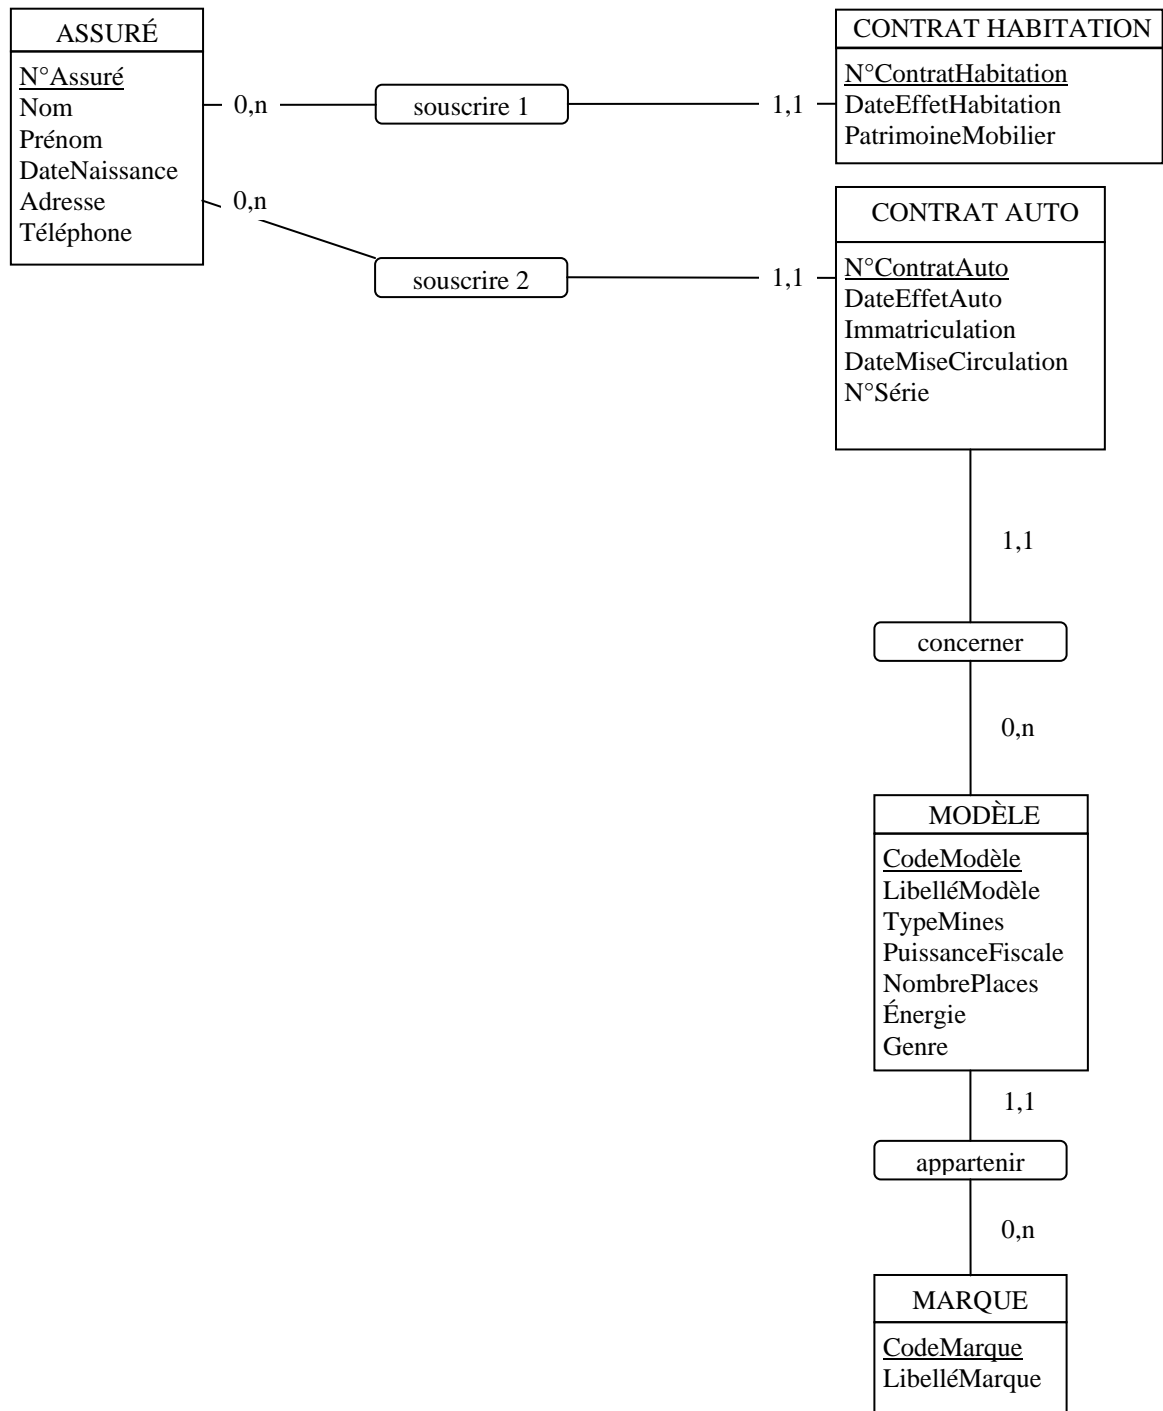 ASSURÉ
N°Assuré
Nom
Prénom
DateNaissance
Adresse
Téléphone
0,n
souscrire 1
1,1
CONTRAT HABITATION
N°ContratHabitation
DateEffetHabitation
PatrimoineMobilier
0,n
souscrire 2
1,1
CONTRAT AUTO
N°ContratAuto
DateEffetAuto
Immatriculation
DateMiseCirculation
N°Série
1,1
concerner
0,n
MODÈLE
CodeModèle
LibelléModèle
TypeMines
PuissanceFiscale
NombrePlaces
Énergie
Genre
1,1
appartenir
0,n
MARQUE
CodeMarque
LibelléMarque